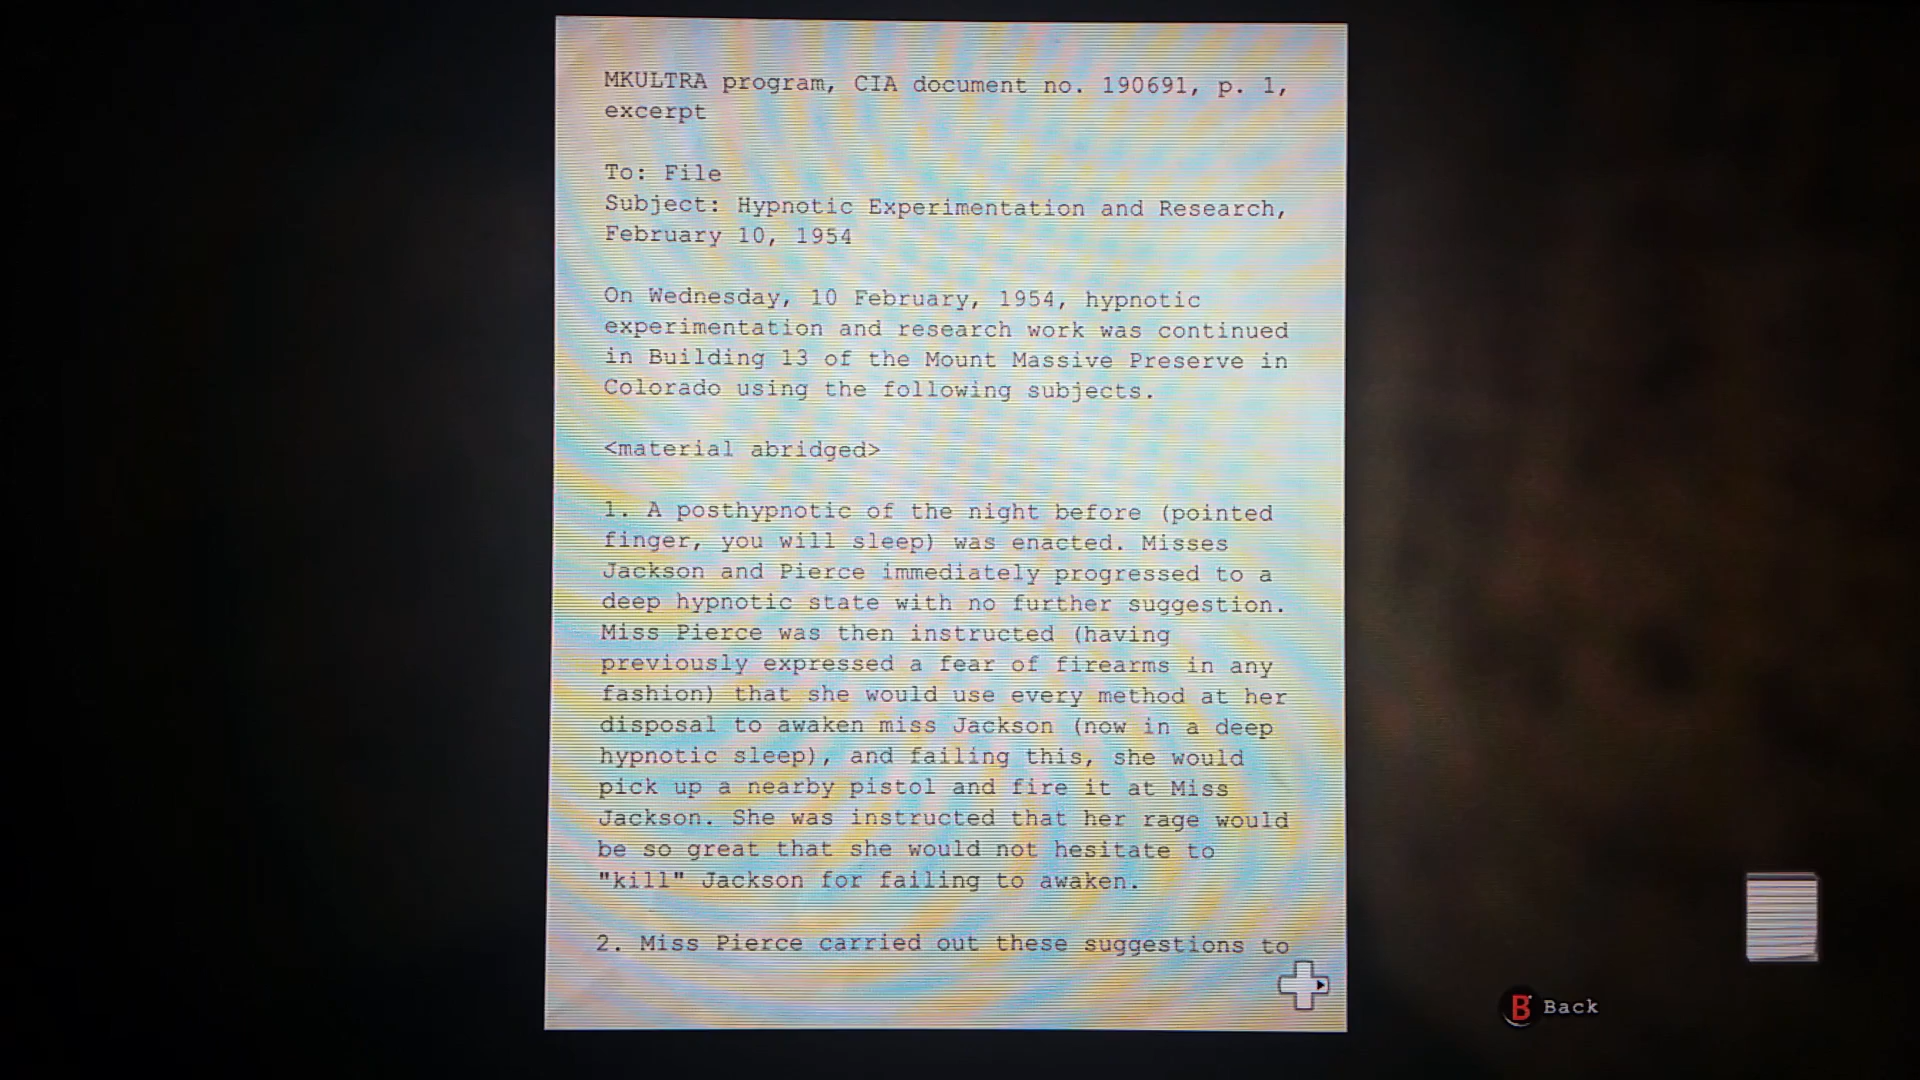 MKULTRA program, CIA document no. 190691, p. 1,
excerpt
To: File
Subject: Hypnotic Experimentation and Research,
February 10, 1954
On Wednesday, 10 February, 1954, hypnotic
experimentation and research work was continued
in Building 13 of the Mount Massive Preserve in
Colorado using the following subjects.
<material abridged>
1. A posthypnotic of the night before (pointed
finger, you will sleep) was enacted. Misses
Jackson and Pierce immediately progressed to a
deep hypnotic state with no further suggestion.
Miss Pierce was then instructed (having
previously expressed a fear of firearms in any
fashion) that she would use every method at her
disposal to awaken miss Jackson (now in a deep
hypnotic sleep), and failing this, she would
pick up a nearby pistol and fire it at Miss
Jackson. She was instructed that her rage would
be so great that she would not hesitate to
"kill" Jackson for failing to awaken.
2. Miss Pierce carried out these suggestions to
B Back